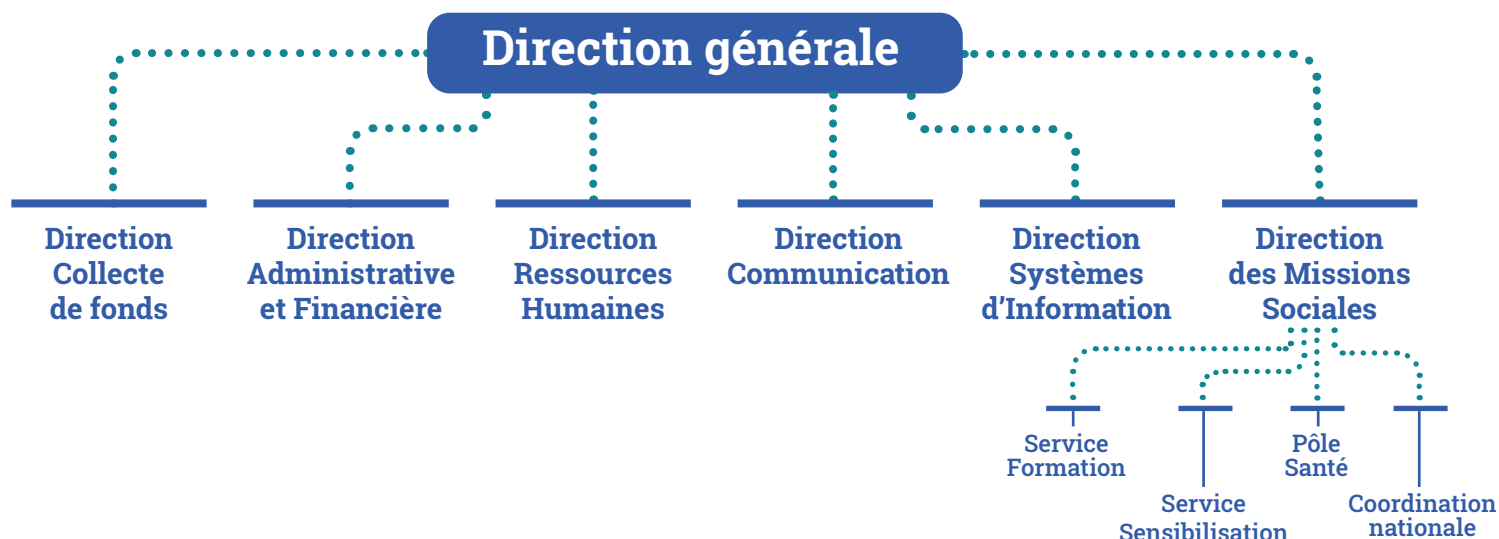 Direction générale
Direction
Collecte
de fonds
Direction
Administrative
et Financière
Direction
Ressources
Humaines
Direction
Communication
Direction
Systèmes
d’Information
Direction
des Missions
Sociales
Service
Formation
Service
Sensibilisation
Pôle
Santé
Coordination
nationale